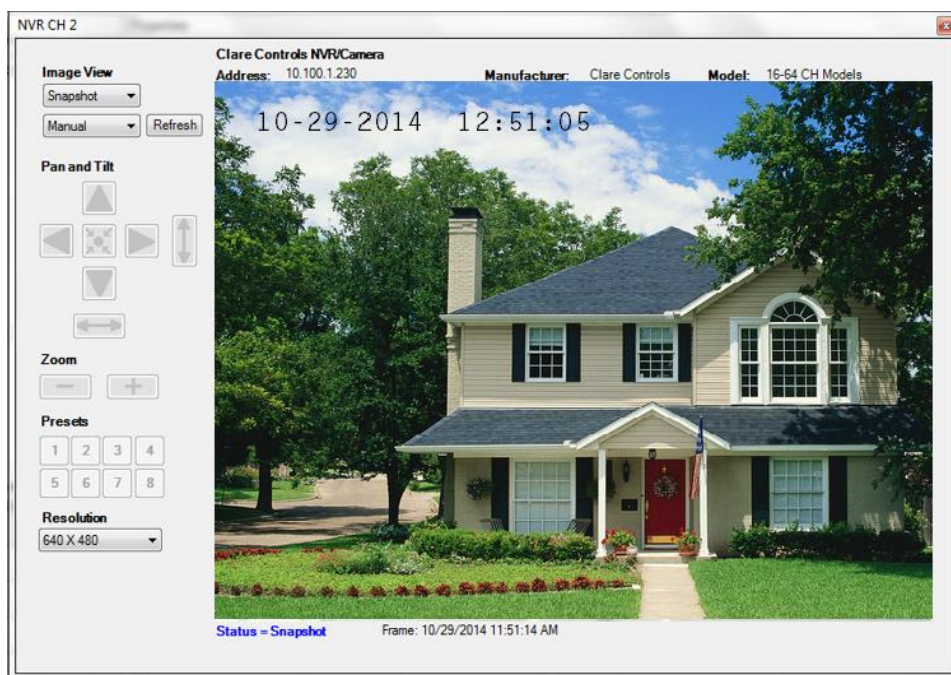 NVR CH 2
Clare Controls NVR/Camera
Address: 10.100.1.230 Manufacturer: Clare Controls Model: 16-64 CH Models
Image View
Snapshot
Manual Refresh
10-29-2014 12:51:05
Pan and Tilt
Zoom
Presets
1 2 3 4
5 6 7 8
Resolution
640 X 480
Status = Snapshot Frame: 10/29/2014 11:51:14 AM